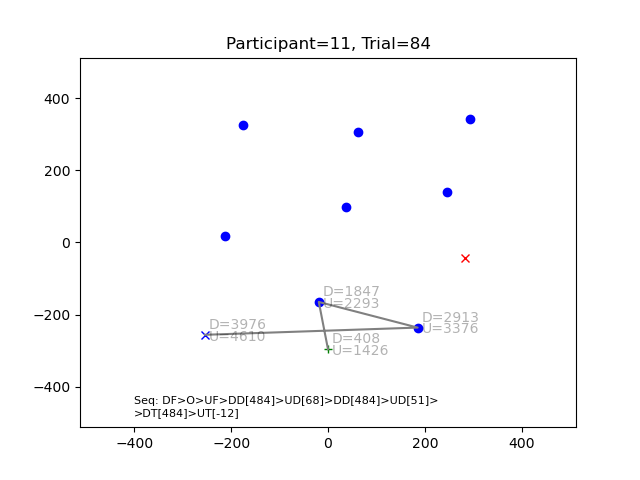 Participant=11, Trial=84
400
200
0
−200
−400
D=1847
U=2293
D=2913
U=3376
D=3976
U=4610
D=408
U=1426
Seq: DF>O>UF>DD[484]>UD[68]>DD[484]>UD[51]>
>DT[484]>UT[-12]
−400 −200 0 200 400